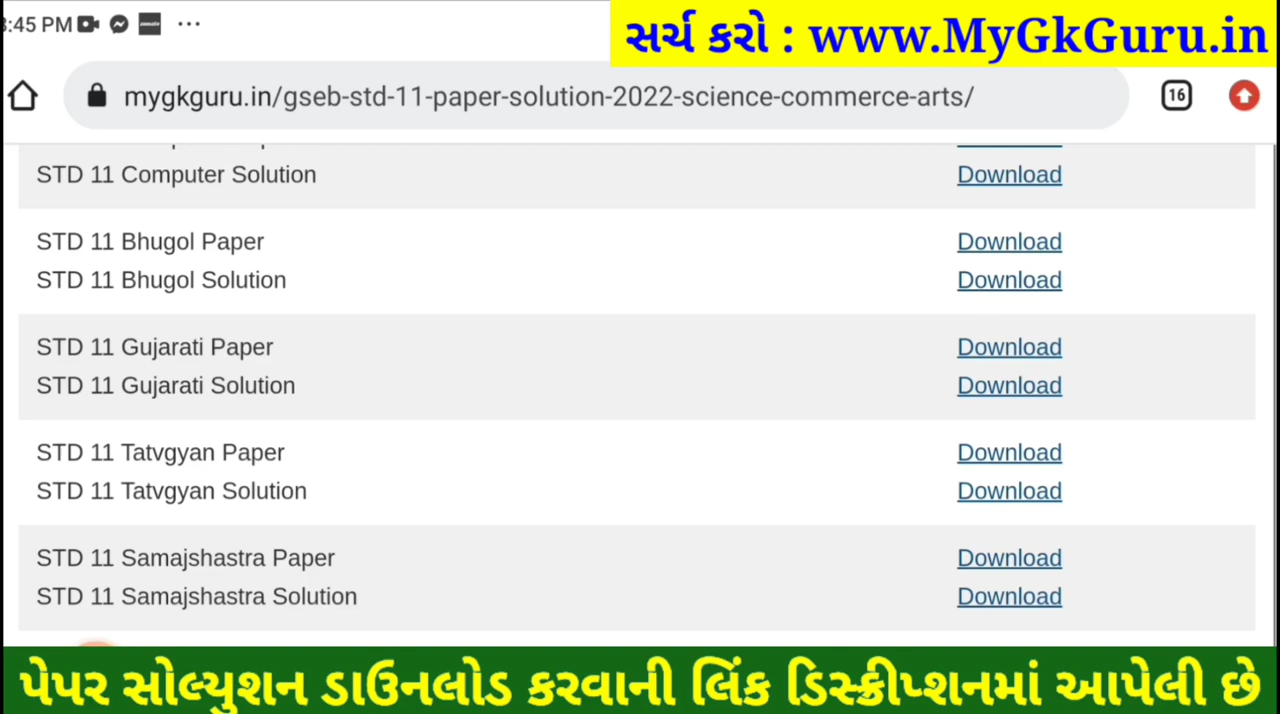 :45 PM ...
સર્ચ કરો : www.MyGkGuru.in
mygkguru.in/gseb-std-11-paper-solution-2022-science-commerce-arts/
16
STD 11 Computer Solution Download
STD 11 Bhugol Paper Download
STD 11 Bhugol Solution Download
STD 11 Gujarati Paper Download
STD 11 Gujarati Solution Download
STD 11 Tatvgyan Paper Download
STD 11 Tatvgyan Solution Download
STD 11 Samajshastra Paper Download
STD 11 Samajshastra Solution Download
પેપર સોલ્યુશન ડાઉનલોડ કરવાની લિંક ડિસ્ક્રીપ્શનમાં આપેલી છે